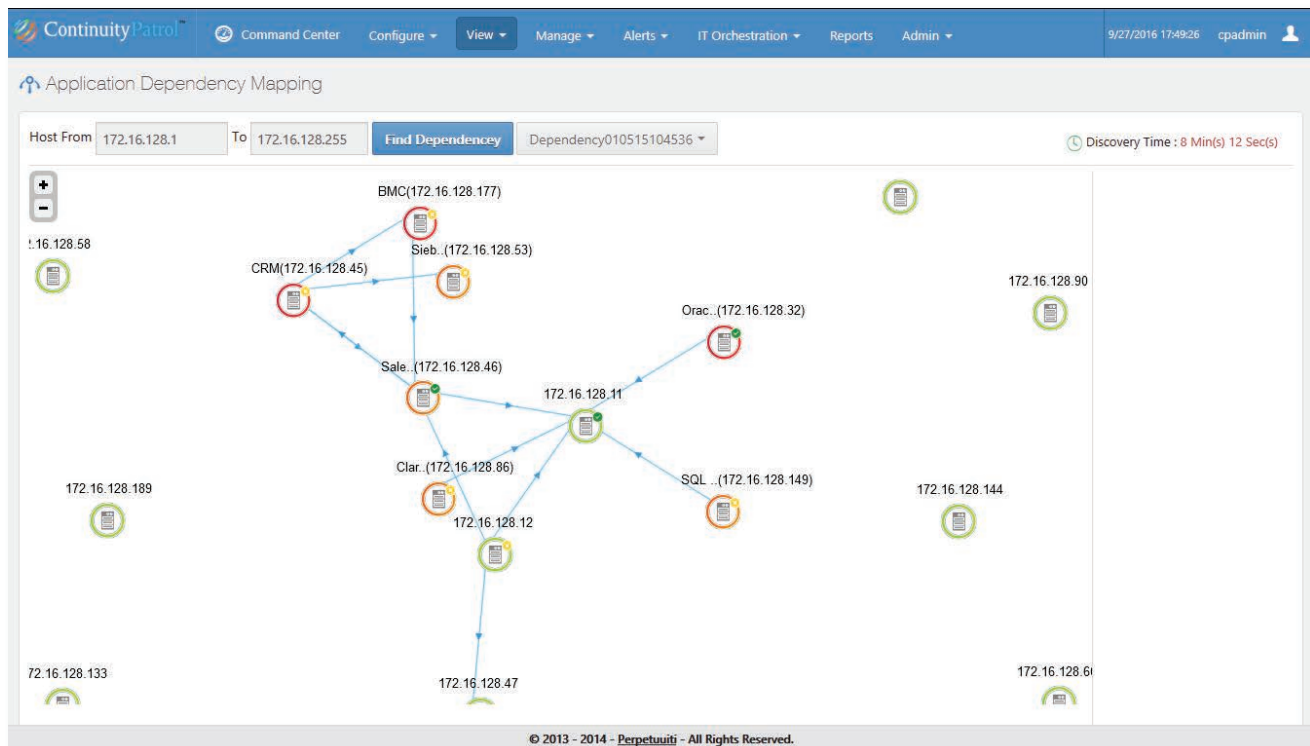 ContinuityPatrol™
Command Center
Configure
View
Manage
Alerts
IT Orchestration
Reports
Admin
9/27/2016 17:49:26
cpadmin
Application Dependency Mapping
Host From 172.16.128.1 To 172.16.128.255 Find Dependencey Dependency010515104536
Discovery Time : 8 Min(s) 12 Sec(s)
+
-
BMC(172.16.128.177)
.16.128.58
Sieb..(172.16.128.53)
CRM(172.16.128.45)
172.16.128.90
Orac..(172.16.128.32)
Sale..(172.16.128.46)
172.16.128.11
Clar..(172.16.128.86)
SQL ..(172.16.128.149)
172.16.128.189
172.16.128.144
172.16.128.12
72.16.128.133
172.16.128.47
172.16.128.6
© 2013 - 2014 - Perpetuuiti - All Rights Reserved.